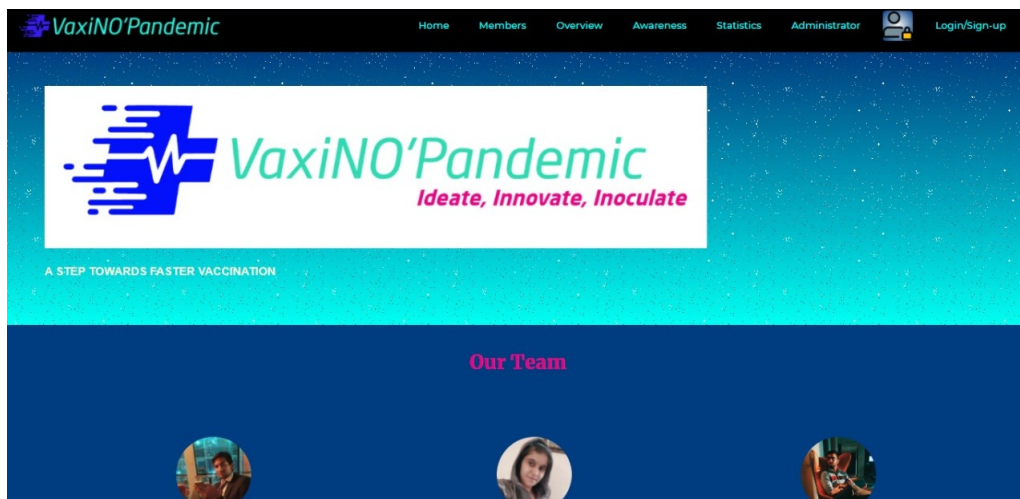 VaxiNO'Pandemic
Home Members Overview Awareness Statistics Administrator Login/Sign-up
VaxiNO'Pandemic
Ideate, Innovate, Inoculate
A STEP TOWARDS FASTER VACCINATION
Our Team